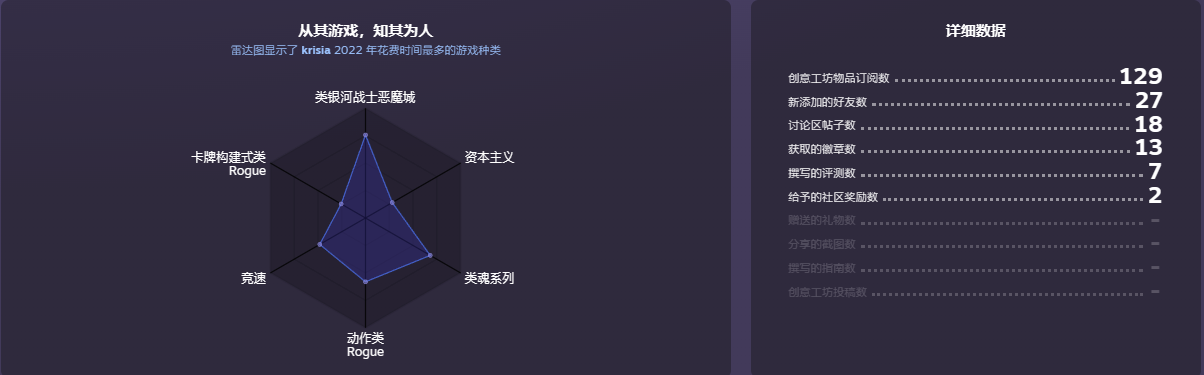 从其游戏，知其为人
雷达图显示了 krisia 2022 年花费时间最多的游戏种类
类银河战士恶魔城
卡牌构建式类
Rogue
资本主义
竞速
类魂系列
动作类
Rogue
详细数据
创意工坊物品订阅数 129
新添加的好友数 27
讨论区帖子数 18
获取的徽章数 13
撰写的评测数 7
给予的社区奖励数 2
赠送的礼物数 –
分享的截图数 –
撰写的指南数 –
创意工坊投稿数 –